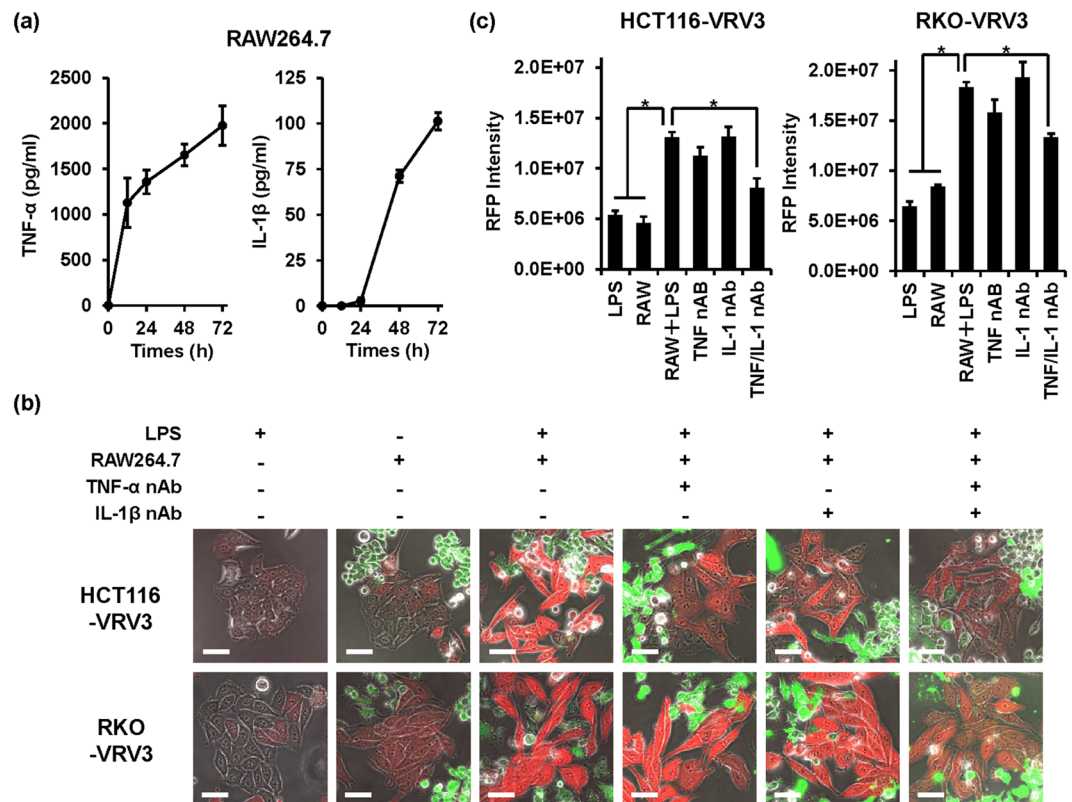 (a)
RAW264.7
TNF-α (pg/ml)
2500
2000
1500
1000
500
0
0 24 48 72
Times (h)
IL-1β (pg/ml)
125
100
75
50
25
0
0 24 48 72
Times (h)
(c)
HCT116-VRV3
RFP Intensity
2.0E+07
1.5E+07
1.0E+07
5.0E+06
0.0E+00
* *
LPS
RAW
RAW+LPS
TNF nAB
IL-1 nAb
TNF/IL-1 nAb
RKO-VRV3
RFP Intensity
2.0E+07
1.5E+07
1.0E+07
5.0E+06
0.0E+00
* *
LPS
RAW
RAW+LPS
TNF nAB
IL-1 nAb
TNF/IL-1 nAb
(b)
LPS + - + + + +
RAW264.7 - + + + + +
TNF-α nAb - - - + - +
IL-1β nAb - - - - + +
HCT116
-VRV3
RKO
-VRV3